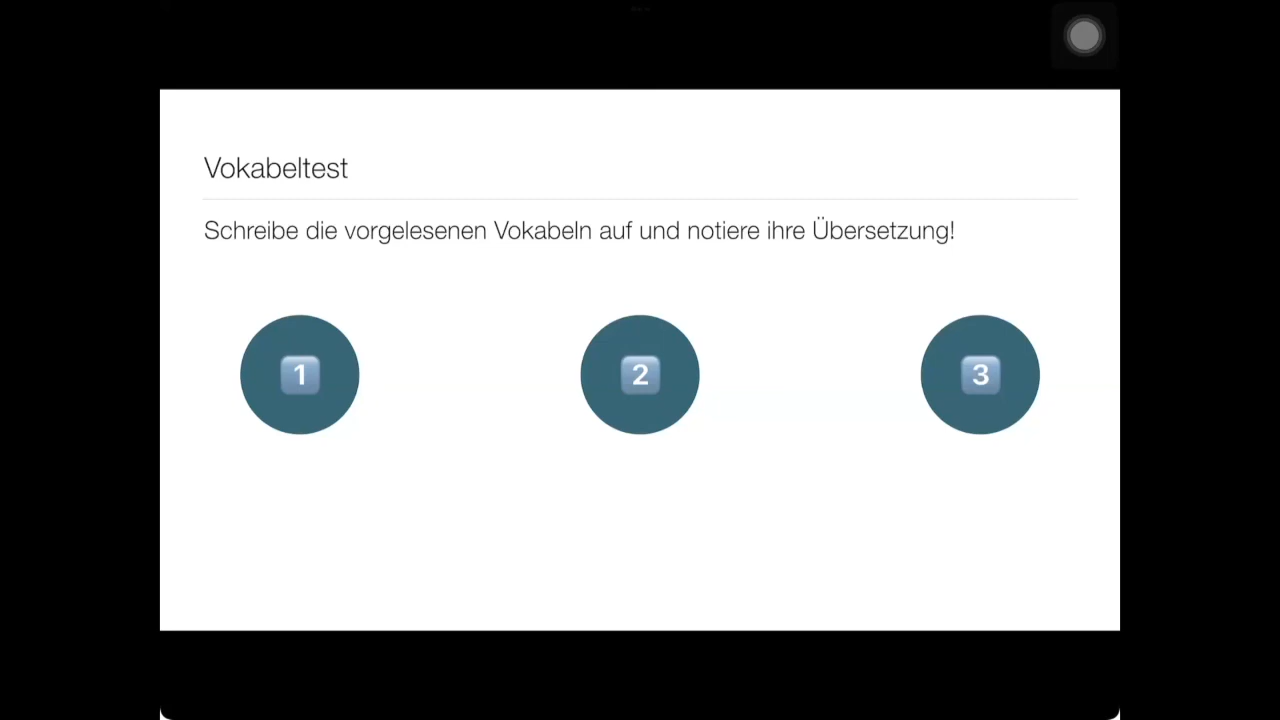 Vokabeltest
Schreibe die vorgelesenen Vokabeln auf und notiere ihre Übersetzung!
1 2 3